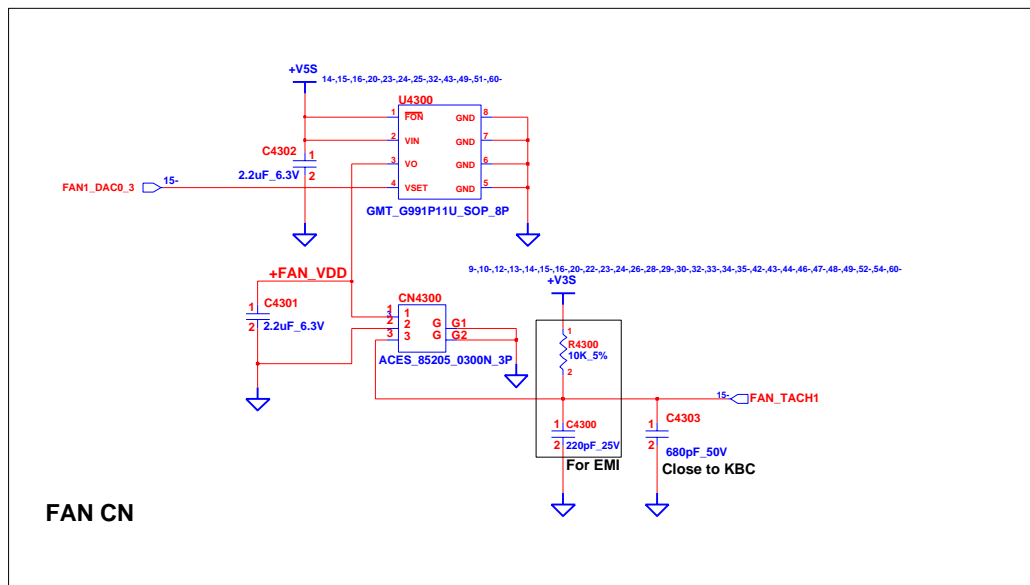 +V5S
14-,15-,16-,20-,23-,24-,25-,32-,43-,49-,51-,60-
U4300
1 FON GND 8
2 VIN GND 7
3 VO GND 6
4 VSET GND 5
GMT_G991P11U_SOP_8P
C4302
1
2
2.2uF_6.3V
FAN1_DAC0_3 15-
+FAN_VDD
C4301
1
2
2.2uF_6.3V
CN4300
1 1
2 2 G G1
3 3 G G2
ACES_85205_0300N_3P
9-,10-,12-,13-,14-,15-,16-,20-,22-,23-,24-,26-,28-,29-,30-,32-,33-,34-,35-,42-,43-,44-,46-,47-,48-,49-,52-,54-,60-
+V3S
1
R4300
10K_5%
2
15- FAN_TACH1
C4300
1
2
220pF_25V
For EMI
C4303
1
2
680pF_50V
Close to KBC
FAN CN